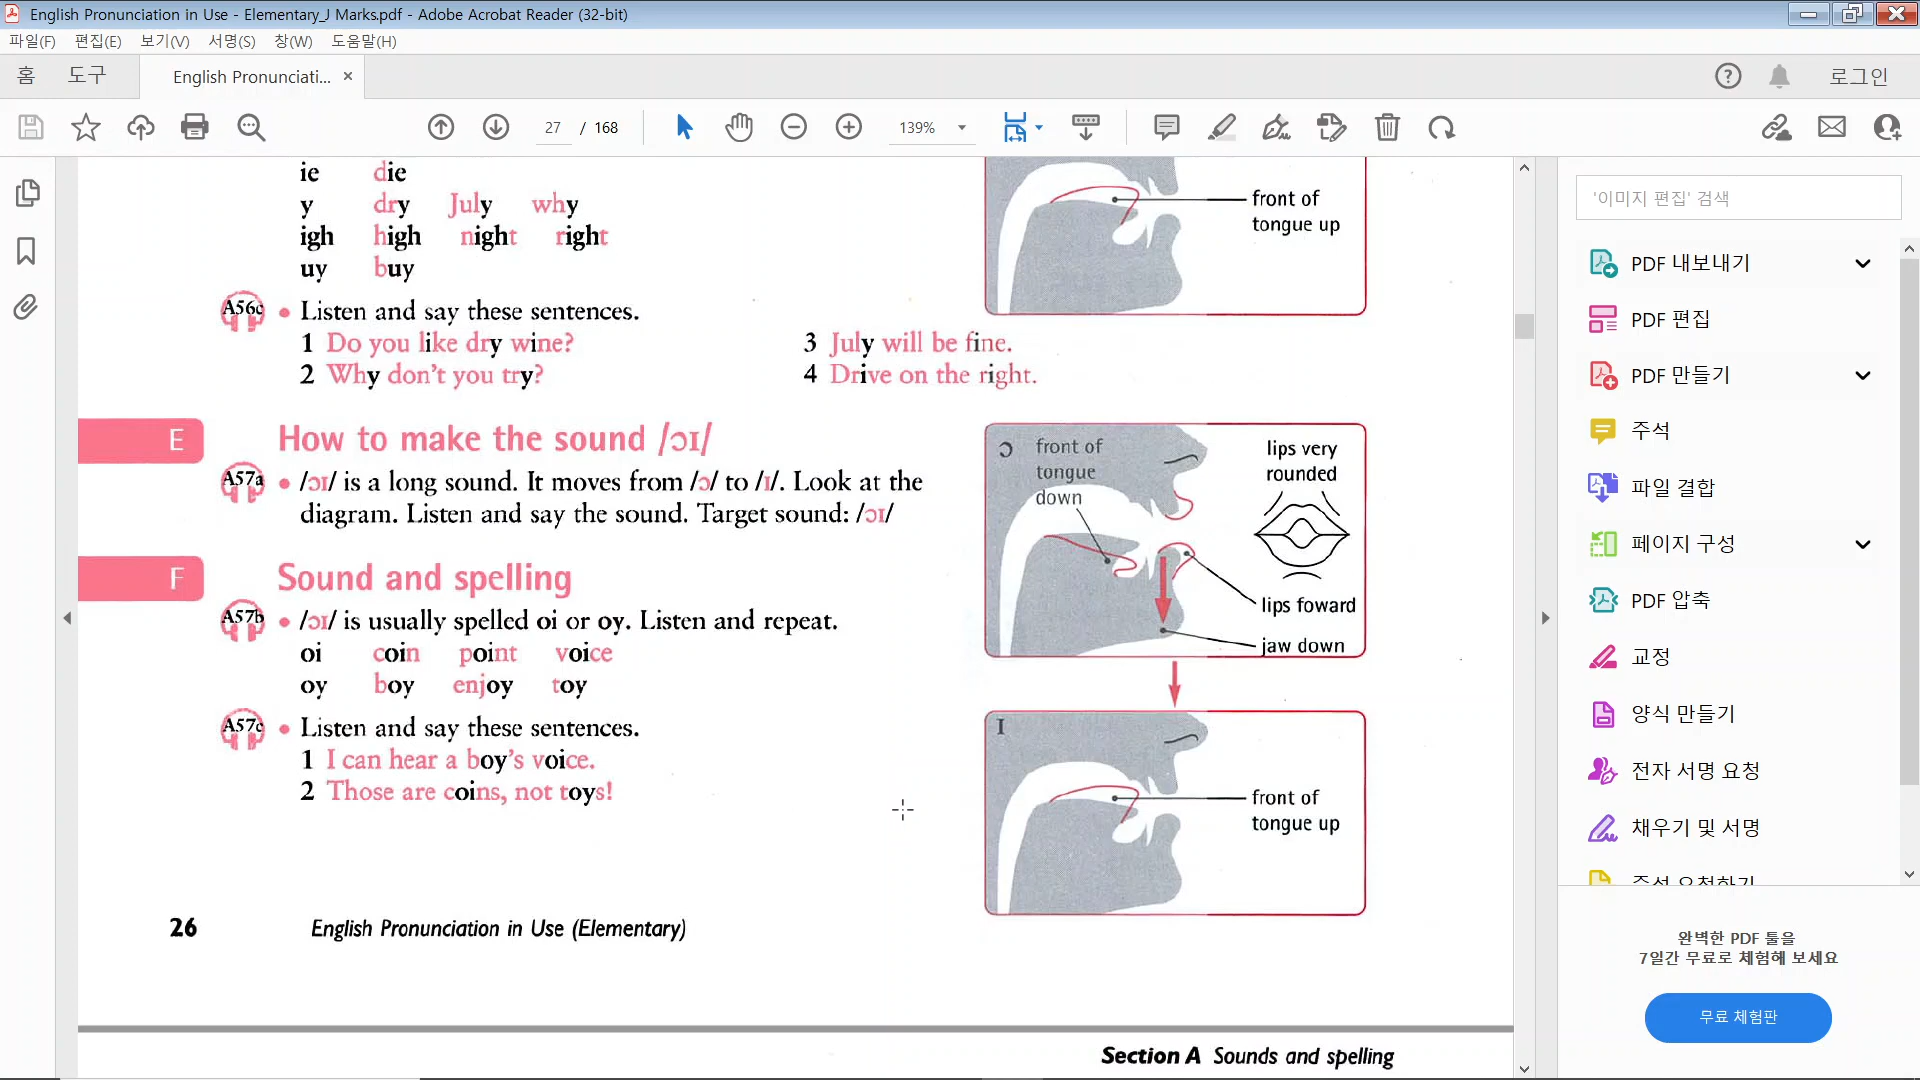 English Pronunciation in Use - Elementary_J Marks.pdf - Adobe Acrobat Reader (32-bit)
파일(F) 편집(E) 보기(V) 서명(S) 창(W) 도움말(H)
홈 도구 English Pronunciati... × 로그인
27 / 168 139%
ie die
y dry July why
igh high night right
uy buy
front of
tongue up
A56c • Listen and say these sentences.
1 Do you like dry wine? 3 July will be fine.
2 Why don't you try? 4 Drive on the right.
E How to make the sound /ɔɪ/
A57a • /ɔɪ/ is a long sound. It moves from /ɔ/ to /ɪ/. Look at the
diagram. Listen and say the sound. Target sound: /ɔɪ/
F Sound and spelling
A57b • /ɔɪ/ is usually spelled oi or oy. Listen and repeat.
oi coin point voice
oy boy enjoy toy
A57c • Listen and say these sentences.
1 I can hear a boy's voice.
2 Those are coins, not toys!
ɔ front of
tongue
down
lips very
rounded
lips foward
jaw down
ɪ
front of
tongue up
26 English Pronunciation in Use (Elementary)
Section A Sounds and spelling
'이미지 편집' 검색
PDF 내보내기
PDF 편집
PDF 만들기
주석
파일 결합
페이지 구성
PDF 압축
교정
양식 만들기
전자 서명 요청
채우기 및 서명
주석 요청하기
완벽한 PDF 툴을
7일간 무료로 체험해 보세요
무료 체험판